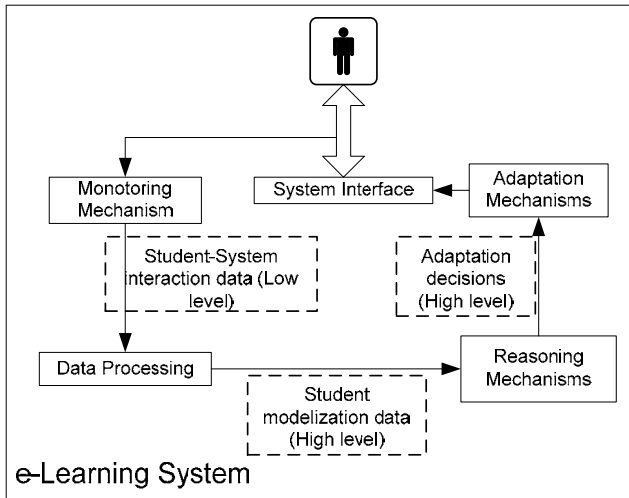 Monotoring
Mechanism
System Interface
Adaptation
Mechanisms
Student-System
interaction data (Low
level)
Adaptation
decisions
(High level)
Data Processing
Reasoning
Mechanisms
Student
modelization data
(High level)
e-Learning System